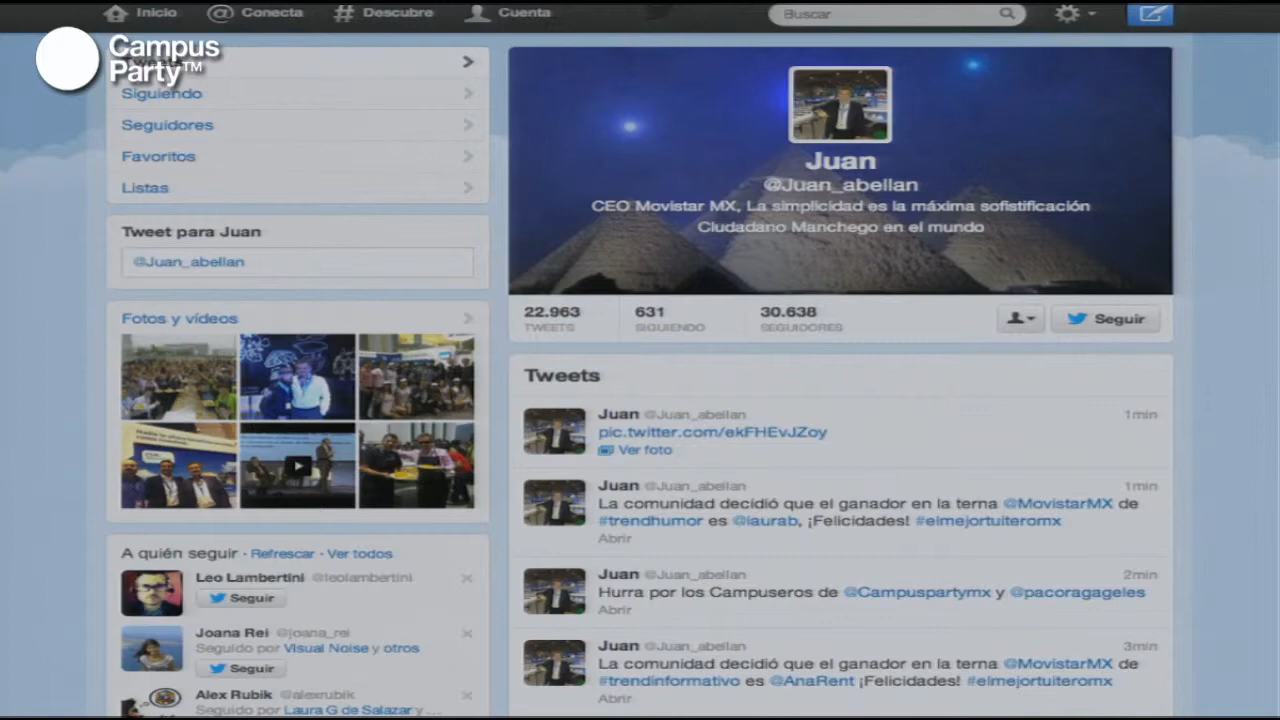 Inicio
Conecta
Descubre
Cuenta
Buscar
Campus
Party™
Siguiendo
Seguidores
Favoritos
Listas
Tweet para Juan
@Juan_abellan
Fotos y vídeos
A quién seguir · Refrescar · Ver todos
Leo Lambertini @leolambertini
Seguir
Joana Rei @joana_rei
Seguido por Visual Noise y otros
Seguir
Alex Rubik @alexrubik
Seguido por Laura G de Salazar y ...
Juan
@Juan_abellan
CEO Movistar MX, La simplicidad es la máxima sofistificación
Ciudadano Manchego en el mundo
22.963 631 30.638
TWEETS SIGUIENDO SEGUIDORES
Seguir
Tweets
Juan @Juan_abellan 1min
pic.twitter.com/ekFHEvJZoy
Ver foto
Juan @Juan_abellan 1min
La comunidad decidió que el ganador en la terna @MovistarMX de
#trendhumor es @iaurab, ¡Felicidades! #elmejortuiteromx
Abrir
Juan @Juan_abellan 2min
Hurra por los Campuseros de @Campuspartymx y @pacoragageles
Abrir
Juan @Juan_abellan 3min
La comunidad decidió que el ganador en la terna @MovistarMX de
#trendinformativo es @AnaRent ¡Felicidades! #elmejortuiteromx
Abrir